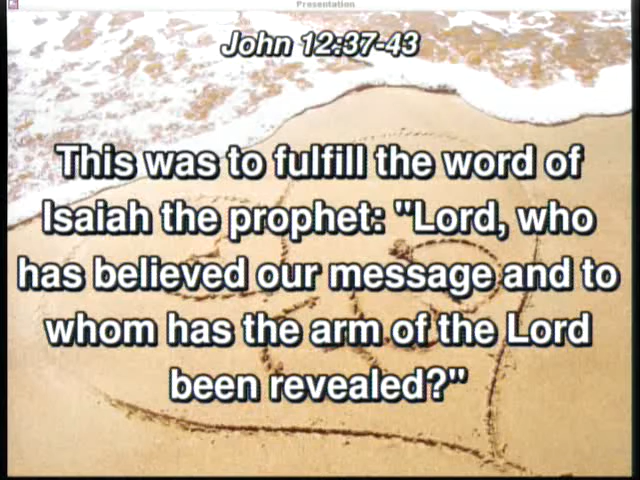 Presentation
John 12:37-43
This was to fulfill the word of
Isaiah the prophet: "Lord, who
has believed our message and to
whom has the arm of the Lord
been revealed?"